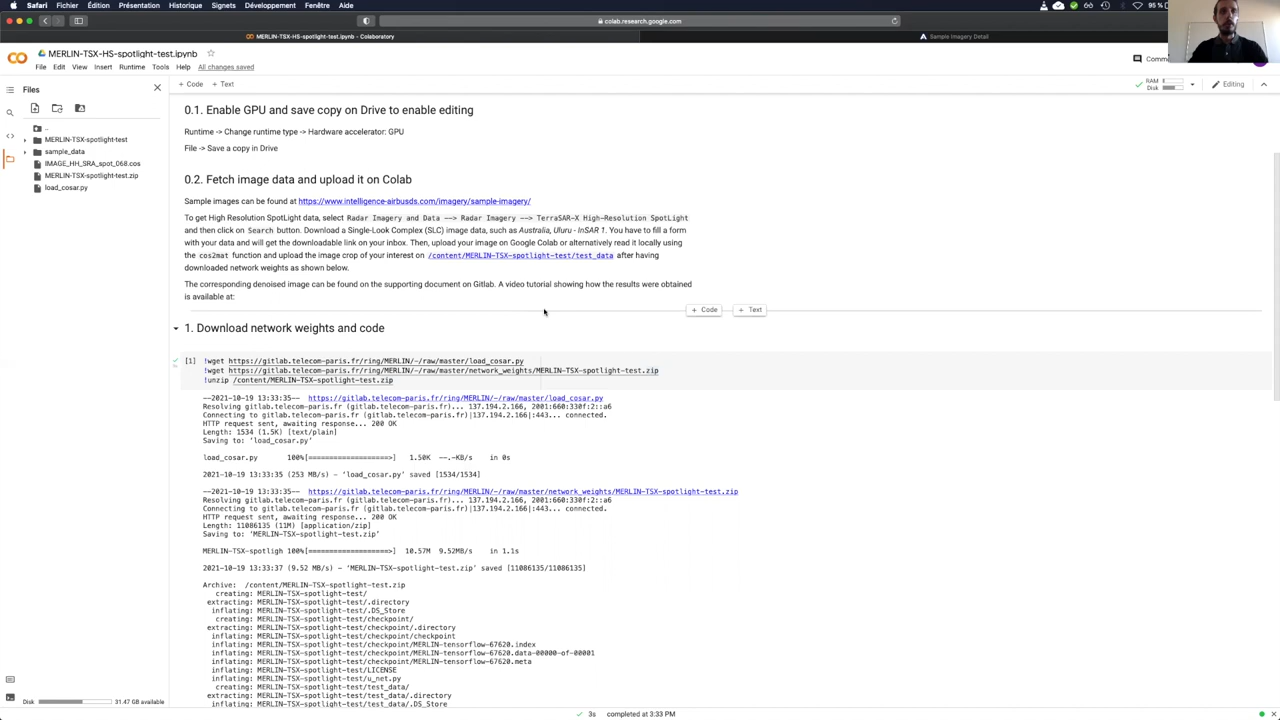 Safari Fichier Édition Présentation Historique Signets Développement Fenêtre Aide
95 %
colab.research.google.com
MERLIN-TSX-HS-spotlight-test.ipynb - Colaboratory
Sample Imagery Detail
MERLIN-TSX-HS-spotlight-test.ipynb
File Edit View Insert Runtime Tools Help All changes saved
Files
+ Code + Text
RAM
Disk
Editing
..
MERLIN-TSX-spotlight-test
sample_data
IMAGE_HH_SRA_spot_068.cos
MERLIN-TSX-spotlight-test.zip
load_cosar.py
0.1. Enable GPU and save copy on Drive to enable editing
Runtime -> Change runtime type -> Hardware accelerator: GPU
File -> Save a copy in Drive
0.2. Fetch image data and upload it on Colab
Sample images can be found at https://www.intelligence-airbusds.com/imagery/sample-imagery/
To get High Resolution SpotLight data, select Radar Imagery and Data --> Radar Imagery --> TerraSAR-X High-Resolution SpotLight
and then click on Search button. Download a Single-Look Complex (SLC) image data, such as Australia, Uluru - InSAR 1. You have to fill a form
with your data and will get the downloadable link on your inbox. Then, upload your image on Google Colab or alternatively read it locally using
the cos2mat function and upload the image crop of your interest on /content/MERLIN-TSX-spotlight-test/test_data after having
downloaded network weights as shown below.
The corresponding denoised image can be found on the supporting document on Gitlab. A video tutorial showing how the results were obtained
is available at:
+ Code + Text
1. Download network weights and code
[1] !wget https://gitlab.telecom-paris.fr/ring/MERLIN/-/raw/master/load_cosar.py
!wget https://gitlab.telecom-paris.fr/ring/MERLIN/-/raw/master/network_weights/MERLIN-TSX-spotlight-test.zip
!unzip /content/MERLIN-TSX-spotlight-test.zip
--2021-10-19 13:33:35-- https://gitlab.telecom-paris.fr/ring/MERLIN/-/raw/master/load_cosar.py
Resolving gitlab.telecom-paris.fr (gitlab.telecom-paris.fr)... 137.194.2.166, 2001:660:330f:2::a6
Connecting to gitlab.telecom-paris.fr (gitlab.telecom-paris.fr)|137.194.2.166|:443... connected.
HTTP request sent, awaiting response... 200 OK
Length: 1534 (1.5K) [text/plain]
Saving to: ‘load_cosar.py’
load_cosar.py 100%[===================>] 1.50K --.-KB/s in 0s
2021-10-19 13:33:35 (253 MB/s) - ‘load_cosar.py’ saved [1534/1534]
--2021-10-19 13:33:35-- https://gitlab.telecom-paris.fr/ring/MERLIN/-/raw/master/network_weights/MERLIN-TSX-spotlight-test.zip
Resolving gitlab.telecom-paris.fr (gitlab.telecom-paris.fr)... 137.194.2.166, 2001:660:330f:2::a6
Connecting to gitlab.telecom-paris.fr (gitlab.telecom-paris.fr)|137.194.2.166|:443... connected.
HTTP request sent, awaiting response... 200 OK
Length: 11086135 (11M) [application/zip]
Saving to: ‘MERLIN-TSX-spotlight-test.zip’
MERLIN-TSX-spotligh 100%[===================>] 10.57M 9.52MB/s in 1.1s
2021-10-19 13:33:37 (9.52 MB/s) - ‘MERLIN-TSX-spotlight-test.zip’ saved [11086135/11086135]
Archive: /content/MERLIN-TSX-spotlight-test.zip
creating: MERLIN-TSX-spotlight-test/
extracting: MERLIN-TSX-spotlight-test/.directory
inflating: MERLIN-TSX-spotlight-test/.DS_Store
creating: MERLIN-TSX-spotlight-test/checkpoint/
extracting: MERLIN-TSX-spotlight-test/checkpoint/.directory
inflating: MERLIN-TSX-spotlight-test/checkpoint/checkpoint
inflating: MERLIN-TSX-spotlight-test/checkpoint/MERLIN-tensorflow-67620.index
inflating: MERLIN-TSX-spotlight-test/checkpoint/MERLIN-tensorflow-67620.data-00000-of-00001
inflating: MERLIN-TSX-spotlight-test/checkpoint/MERLIN-tensorflow-67620.meta
inflating: MERLIN-TSX-spotlight-test/LICENSE
inflating: MERLIN-TSX-spotlight-test/u_net.py
creating: MERLIN-TSX-spotlight-test/test_data/
extracting: MERLIN-TSX-spotlight-test/test_data/.directory
inflating: MERLIN-TSX-spotlight-test/test_data/.DS_Store
Disk 31.47 GB available
3s completed at 3:33 PM